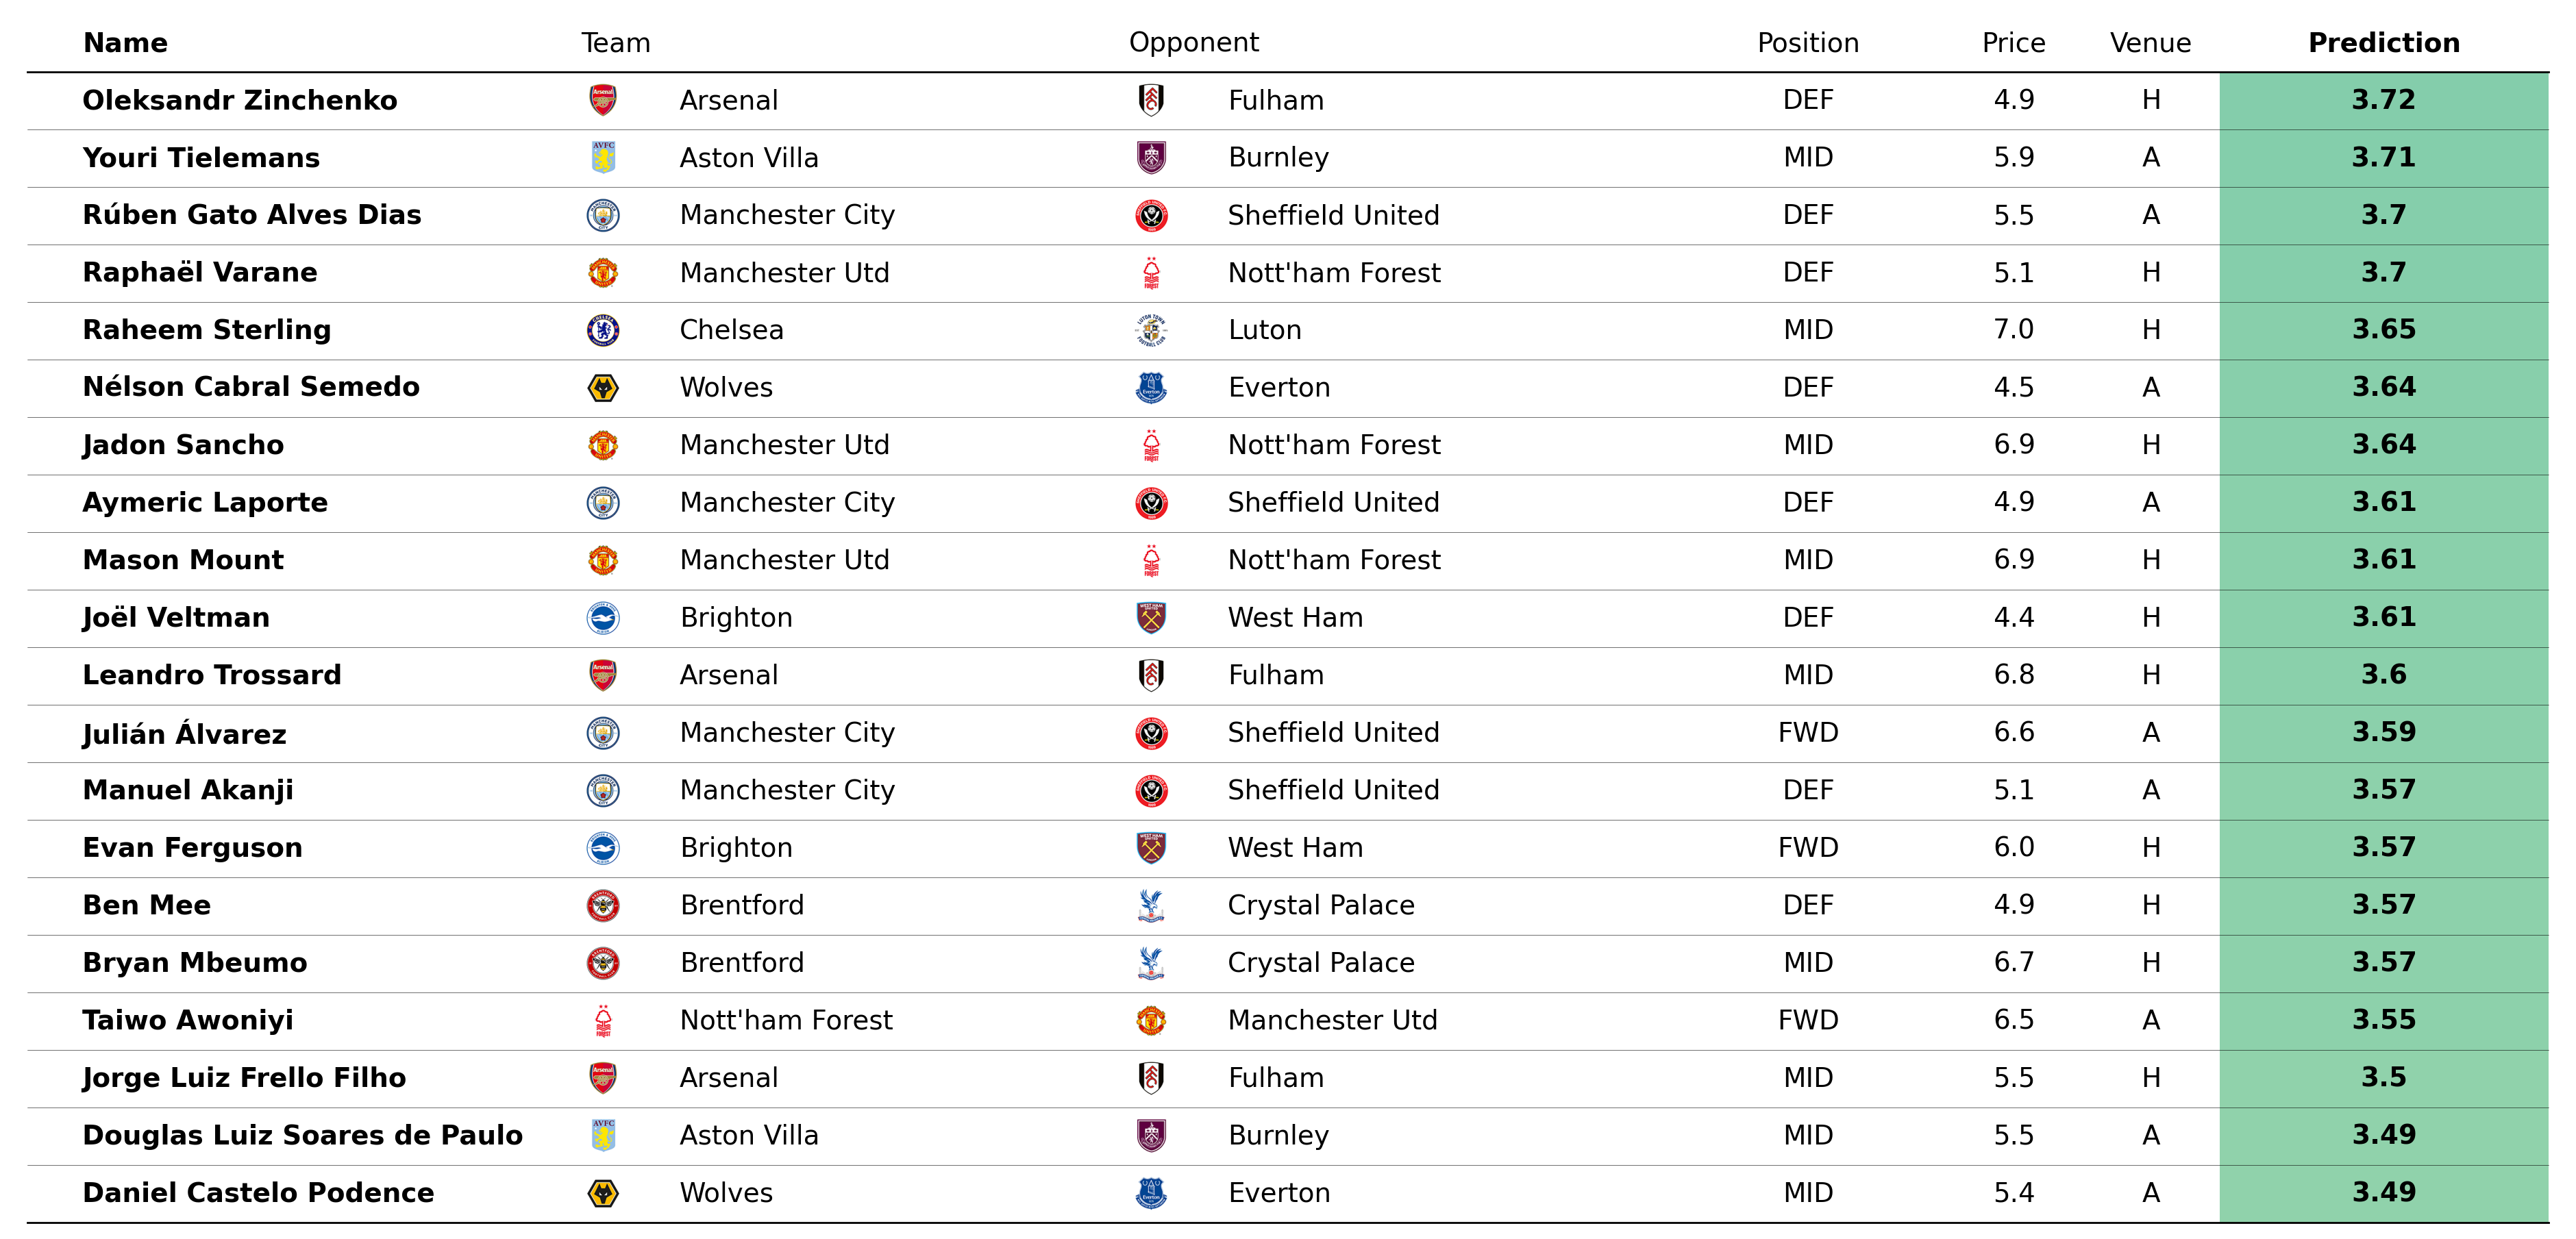 Name Team Opponent Position Price Venue Prediction
Oleksandr Zinchenko Arsenal Fulham DEF 4.9 H 3.72
Youri Tielemans Aston Villa Burnley MID 5.9 A 3.71
Rúben Gato Alves Dias Manchester City Sheffield United DEF 5.5 A 3.7
Raphaël Varane Manchester Utd Nott'ham Forest DEF 5.1 H 3.7
Raheem Sterling Chelsea Luton MID 7.0 H 3.65
Nélson Cabral Semedo Wolves Everton DEF 4.5 A 3.64
Jadon Sancho Manchester Utd Nott'ham Forest MID 6.9 H 3.64
Aymeric Laporte Manchester City Sheffield United DEF 4.9 A 3.61
Mason Mount Manchester Utd Nott'ham Forest MID 6.9 H 3.61
Joël Veltman Brighton West Ham DEF 4.4 H 3.61
Leandro Trossard Arsenal Fulham MID 6.8 H 3.6
Julián Álvarez Manchester City Sheffield United FWD 6.6 A 3.59
Manuel Akanji Manchester City Sheffield United DEF 5.1 A 3.57
Evan Ferguson Brighton West Ham FWD 6.0 H 3.57
Ben Mee Brentford Crystal Palace DEF 4.9 H 3.57
Bryan Mbeumo Brentford Crystal Palace MID 6.7 H 3.57
Taiwo Awoniyi Nott'ham Forest Manchester Utd FWD 6.5 A 3.55
Jorge Luiz Frello Filho Arsenal Fulham MID 5.5 H 3.5
Douglas Luiz Soares de Paulo Aston Villa Burnley MID 5.5 A 3.49
Daniel Castelo Podence Wolves Everton MID 5.4 A 3.49